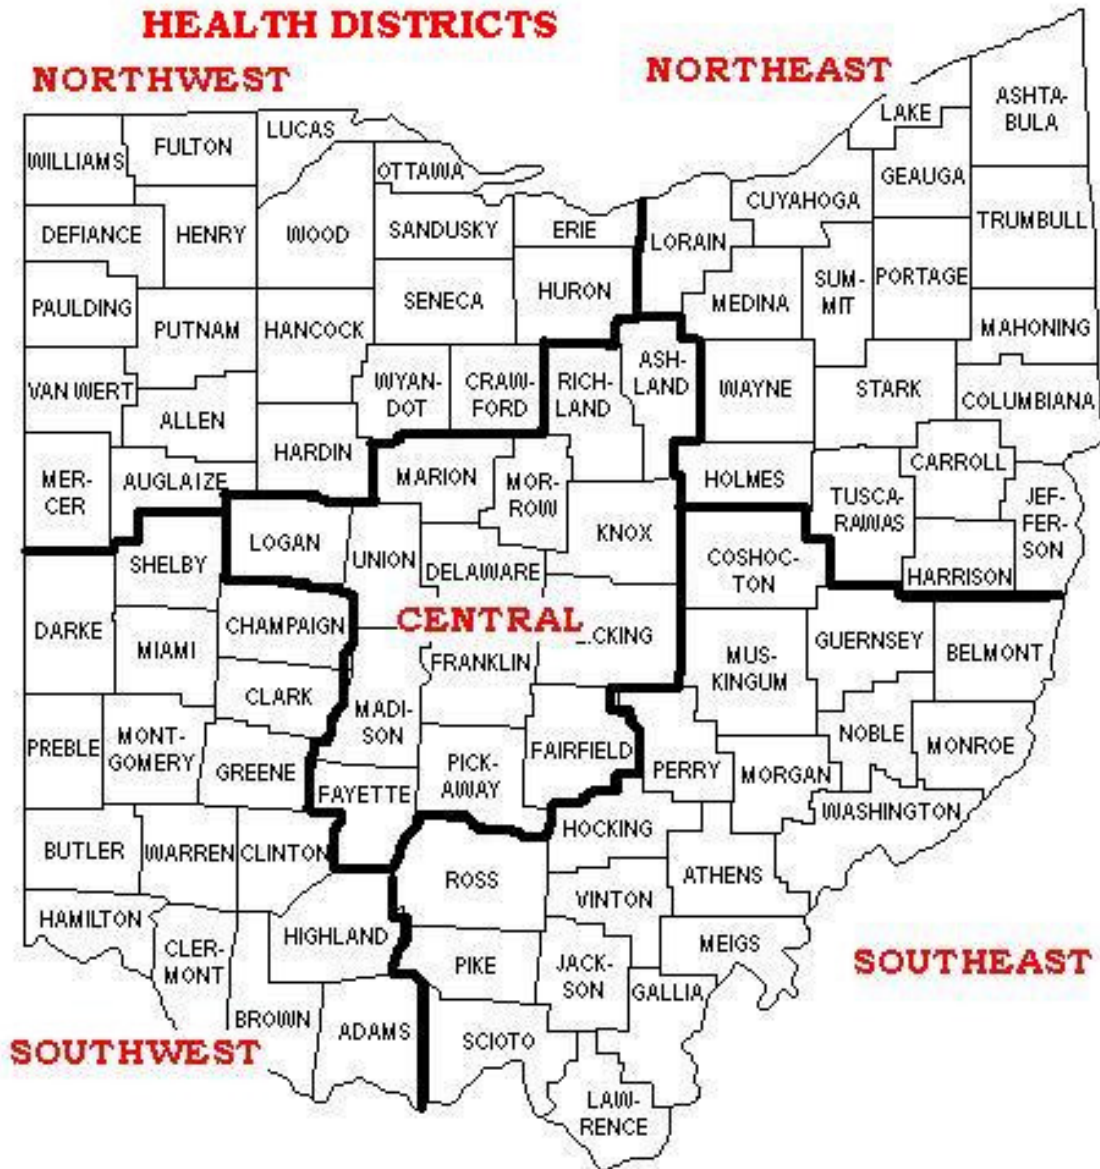 HEALTH DISTRICTS
NORTHWEST
NORTHEAST
ASHTA-
BULA
LAKE
LUCAS
FULTON
WILLIAMS
OTTAWA
GEAUGA
CUYAHOGA
TRUMBULL
DEFIANCE
HENRY
WOOD
SANDUSKY
ERIE
LORAIN
SUM-
MIT
PORTAGE
PAULDING
SENECA
HURON
MEDINA
PUTNAM
HANCOCK
MAHONING
ASH-
LAND
VAN WERT
WYAN-
DOT
CRAW-
FORD
RICH-
LAND
WAYNE
STARK
COLUMBIANA
ALLEN
HARDIN
CARROLL
MER-
CER
AUGLAIZE
MARION
MOR-
ROW
HOLMES
TUSCA-
RAWAS
JEF-
FER-
SON
LOGAN
UNION
KNOX
SHELBY
DELAWARE
COSHOC-
TON
HARRISON
DARKE
CHAMPAIGN
CENTRAL
CKING
GUERNSEY
MIAMI
FRANKLIN
MUS-
KINGUM
BELMONT
CLARK
MADI-
SON
PREBLE
MONT-
GOMERY
FAIRFIELD
NOBLE
MONROE
GREENE
PICK-
AWAY
PERRY
MORGAN
FAYETTE
WASHINGTON
HOCKING
BUTLER
WARREN
CLINTON
ROSS
ATHENS
VINTON
HAMILTON
HIGHLAND
MEIGS
CLER-
MONT
PIKE
JACK-
SON
SOUTHEAST
GALLIA
BROWN
ADAMS
SCIOTO
SOUTHWEST
LAW-
RENCE